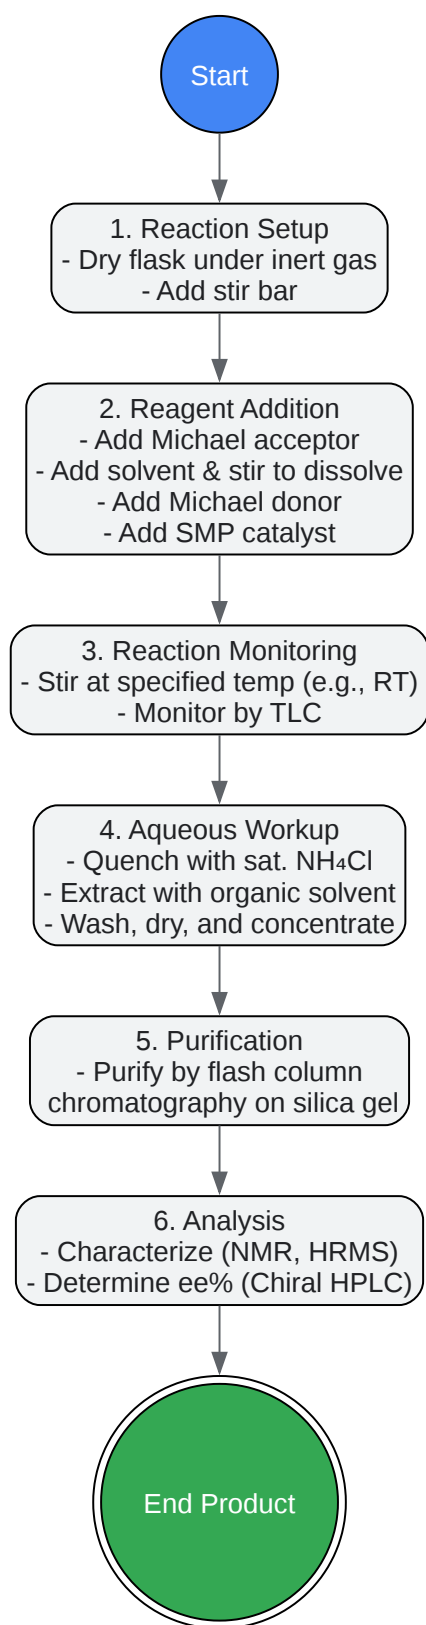 Start
1. Reaction Setup
- Dry flask under inert gas
- Add stir bar
2. Reagent Addition
- Add Michael acceptor
- Add solvent & stir to dissolve
- Add Michael donor
- Add SMP catalyst
3. Reaction Monitoring
- Stir at specified temp (e.g., RT)
- Monitor by TLC
4. Aqueous Workup
- Quench with sat. NH₄Cl
- Extract with organic solvent
- Wash, dry, and concentrate
5. Purification
- Purify by flash column
chromatography on silica gel
6. Analysis
- Characterize (NMR, HRMS)
- Determine ee% (Chiral HPLC)
End Product